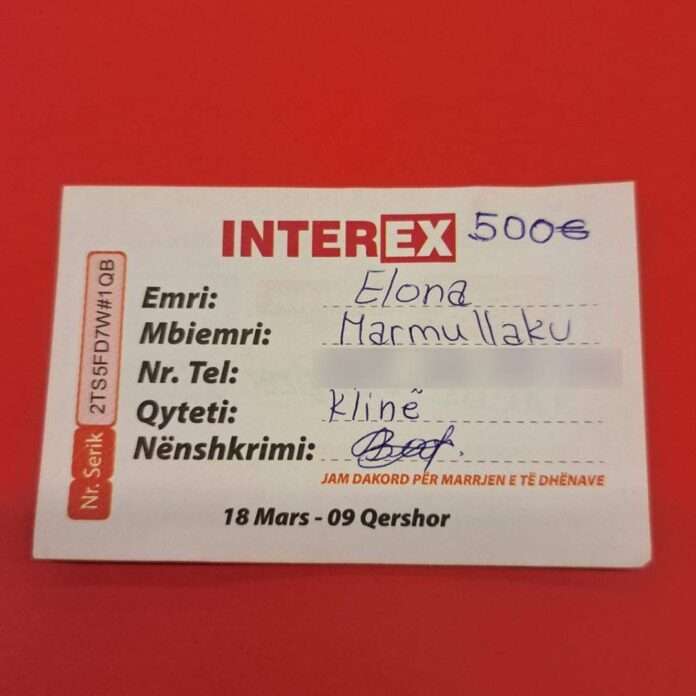 INTEREX 500€
Emri: Elona
Mbiemri: Marmullaku
Nr. Tel:
Qyteti: Klinë
Nënshkrimi:
JAM DAKORD PËR MARRJEN E TË DHËNAVE
18 Mars - 09 Qershor
Nr. Serik 2TS5FD7W#1QB